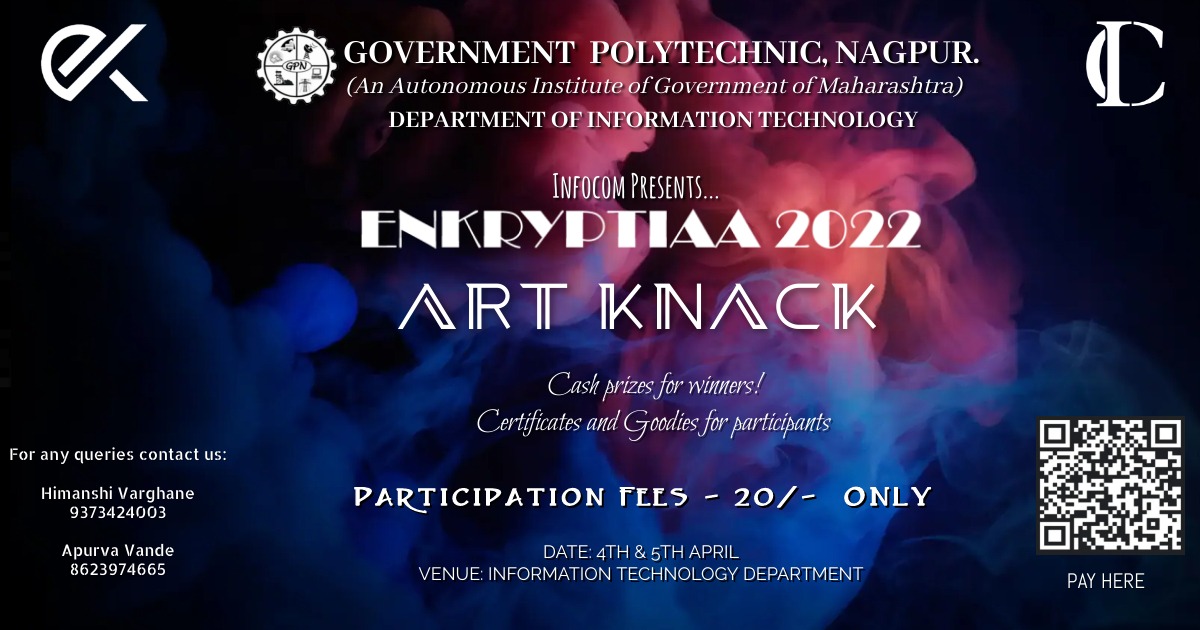 GPN
GOVERNMENT POLYTECHNIC, NAGPUR.
(An Autonomous Institute of Government of Maharashtra)
DEPARTMENT OF INFORMATION TECHNOLOGY
Infocom Presents...
ENKRYPTIAA 2022
ART KNACK
Cash prizes for winners!
Certificates and Goodies for participants
For any queries contact us:
Himanshi Varghane
9373424003
Apurva Vande
8623974665
PARTICIPATION FEES - 20/- ONLY
DATE: 4TH & 5TH APRIL
VENUE: INFORMATION TECHNOLOGY DEPARTMENT
PAY HERE